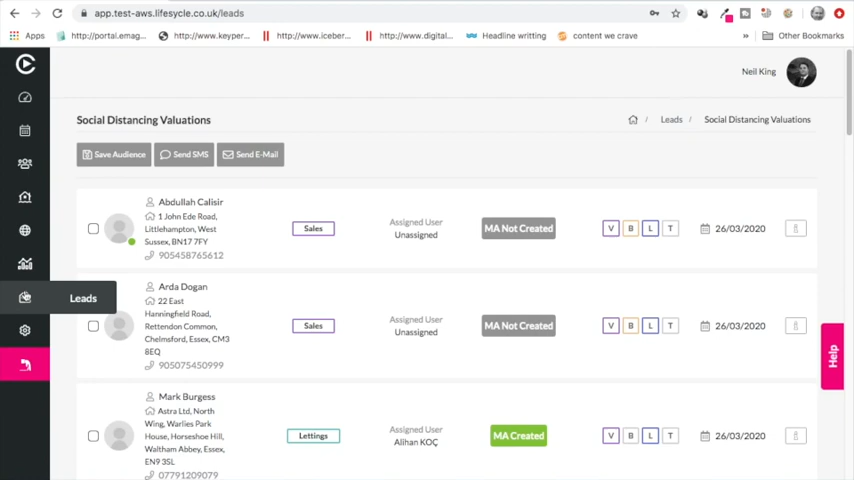 app.test-aws.lifesycle.co.uk/leads
Apps http://portal.emag... http://www.keyper... http://www.iceber... http://www.digital... Headline writting content we crave » Other Bookmarks
Neil King
Social Distancing Valuations
/ Leads / Social Distancing Valuations
Save Audience Send SMS Send E-Mail
Abdullah Calisir
1 John Ede Road,
Littlehampton, West
Sussex, BN17 7FY
905458765612
Sales
Assigned User
Unassigned
MA Not Created
V B L T
26/03/2020
Leads
Arda Dogan
22 East
Hanningfield Road,
Rettendon Common,
Chelmsford, Essex, CM3
8EQ
905075450999
Sales
Assigned User
Unassigned
MA Not Created
V B L T
26/03/2020
Help
Mark Burgess
Astra Ltd, North
Wing, Warlies Park
House, Horseshoe Hill,
Waltham Abbey, Essex,
EN9 3SL
07791209079
Lettings
Assigned User
Alihan KOÇ
MA Created
V B L T
26/03/2020